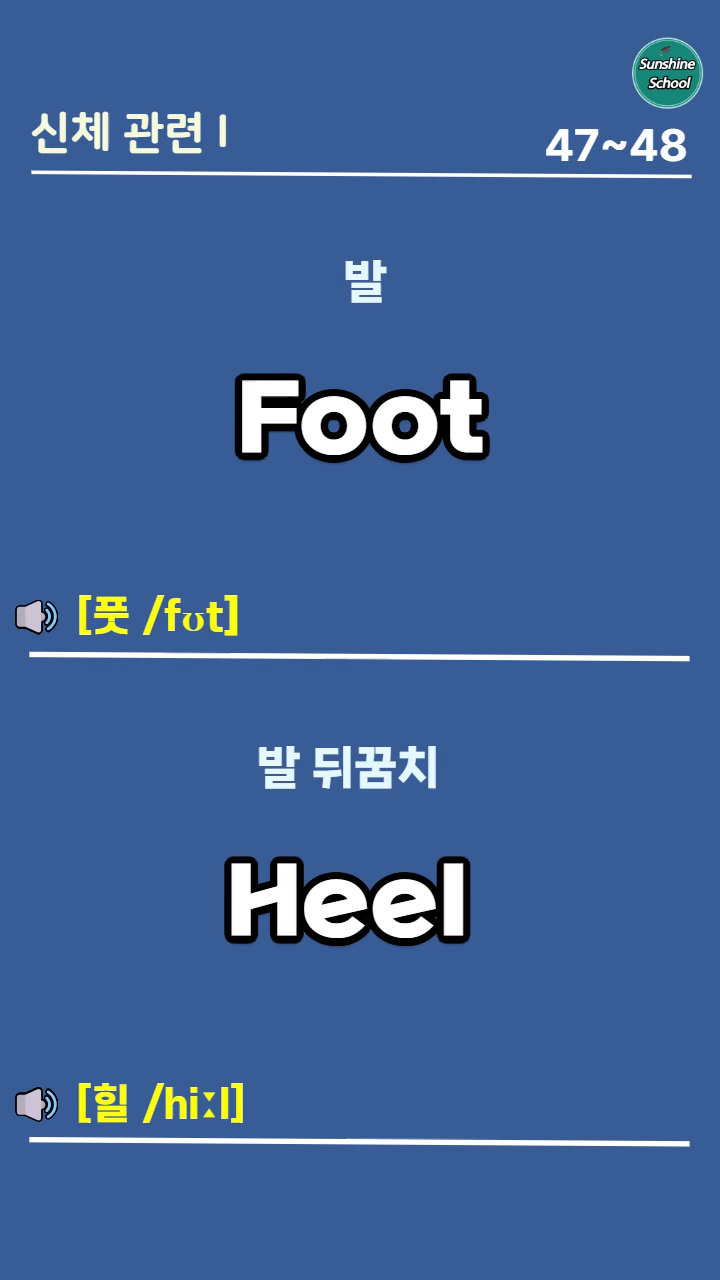 Sunshine
School
신체 관련 I
47~48
발
Foot
[풋 /fʊt]
발 뒤꿈치
Heel
[힐 /hiːl]